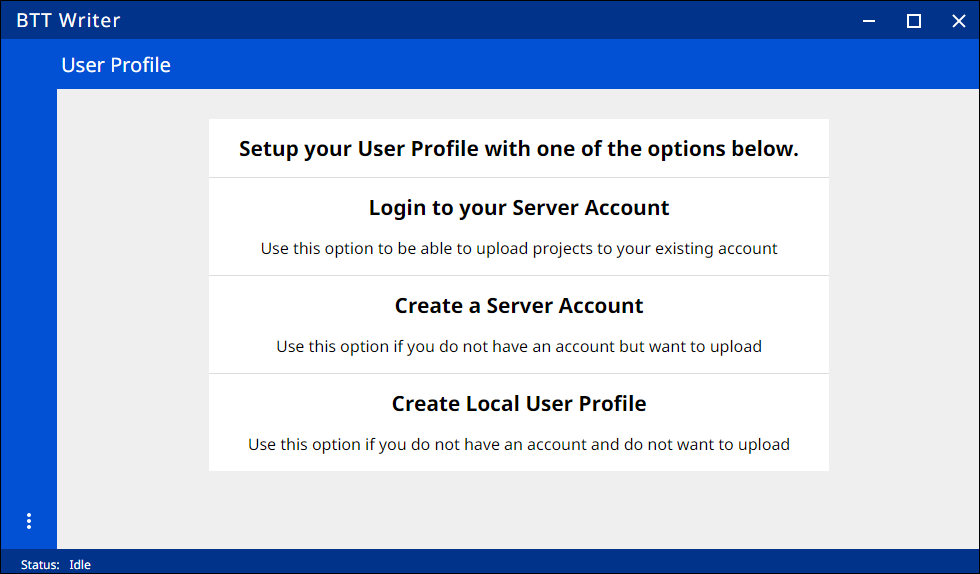 BTT Writer
User Profile
Setup your User Profile with one of the options below.
Login to your Server Account
Use this option to be able to upload projects to your existing account
Create a Server Account
Use this option if you do not have an account but want to upload
Create Local User Profile
Use this option if you do not have an account and do not want to upload
Status: Idle